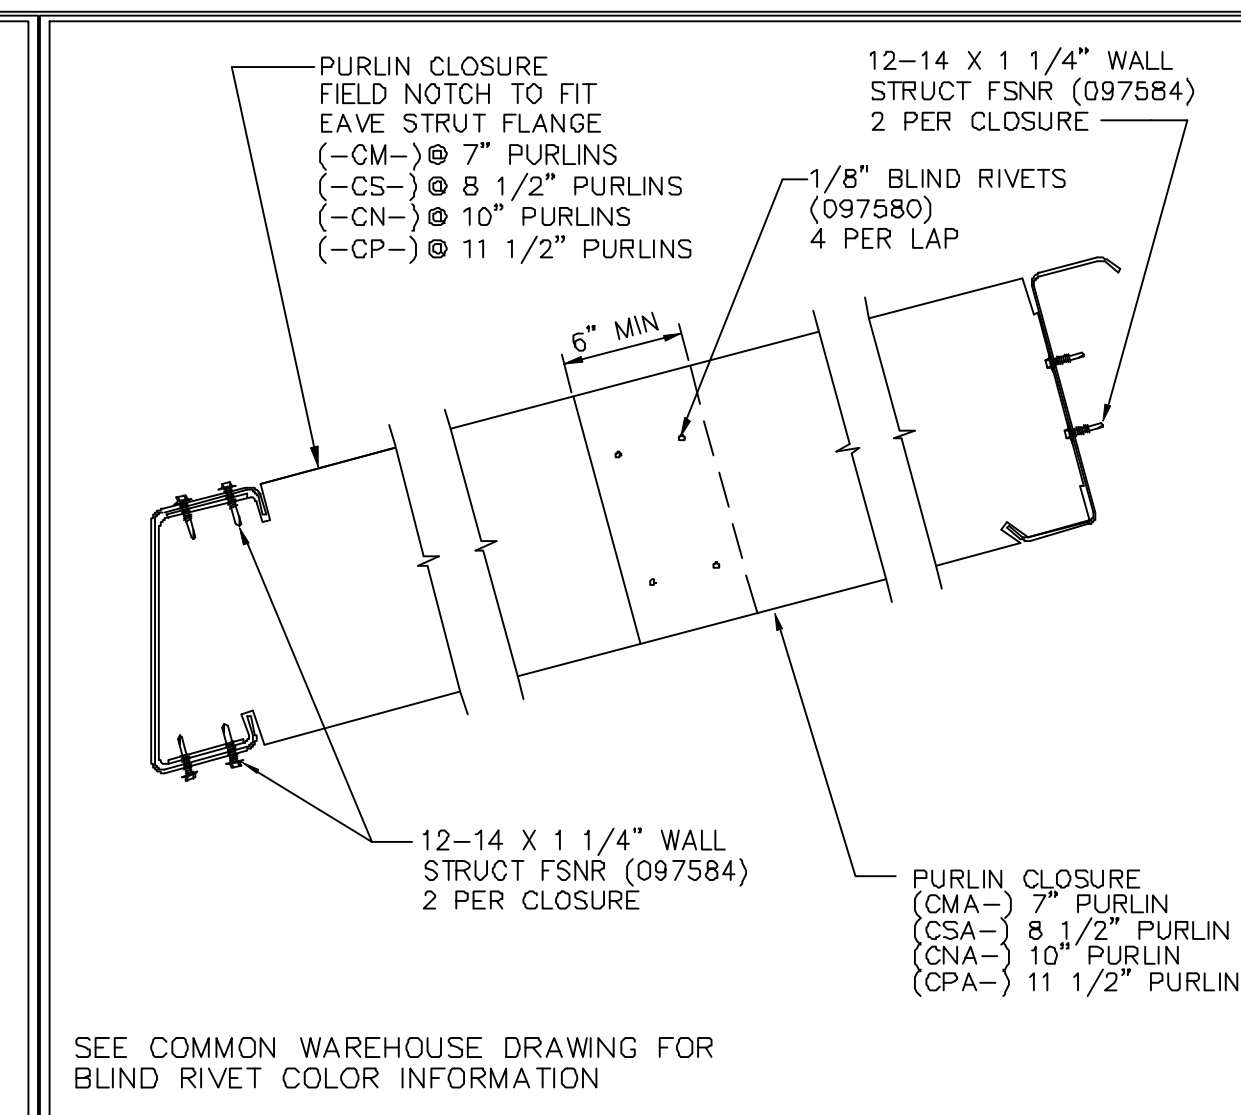 PURLIN CLOSURE
FIELD NOTCH TO FIT
EAVE STRUT FLANGE
(-CM-)@ 7" PURLINS
(-CS-)@ 8 1/2" PURLINS
(-CN-)@ 10" PURLINS
(-CP-)@ 11 1/2" PURLINS
12-14 X 1 1/4" WALL
STRUCT FSNR (097584)
2 PER CLOSURE
1/8" BLIND RIVETS
(097580)
4 PER LAP
6" MIN
12-14 X 1 1/4" WALL
STRUCT FSNR (097584)
2 PER CLOSURE
PURLIN CLOSURE
(CMA-) 7" PURLIN
(CSA-) 8 1/2" PURLIN
(CNA-) 10" PURLIN
(CPA-) 11 1/2" PURLIN
SEE COMMON WAREHOUSE DRAWING FOR
BLIND RIVET COLOR INFORMATION